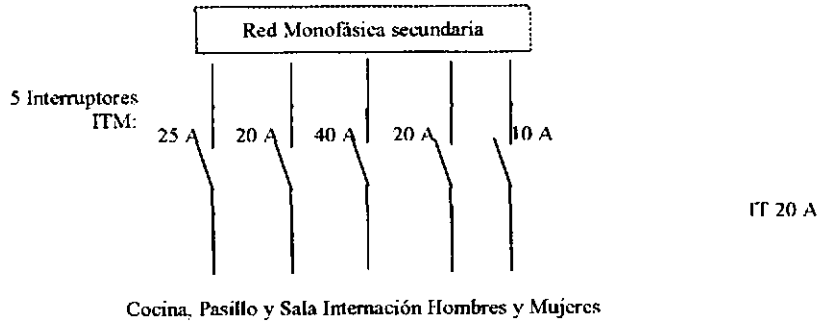 Red Monofásica secundaria
5 Interruptores
ITM:
25 A 20 A 40 A 20 A 10 A
IT 20 A
Cocina, Pasillo y Sala Internación Hombres y Mujeres